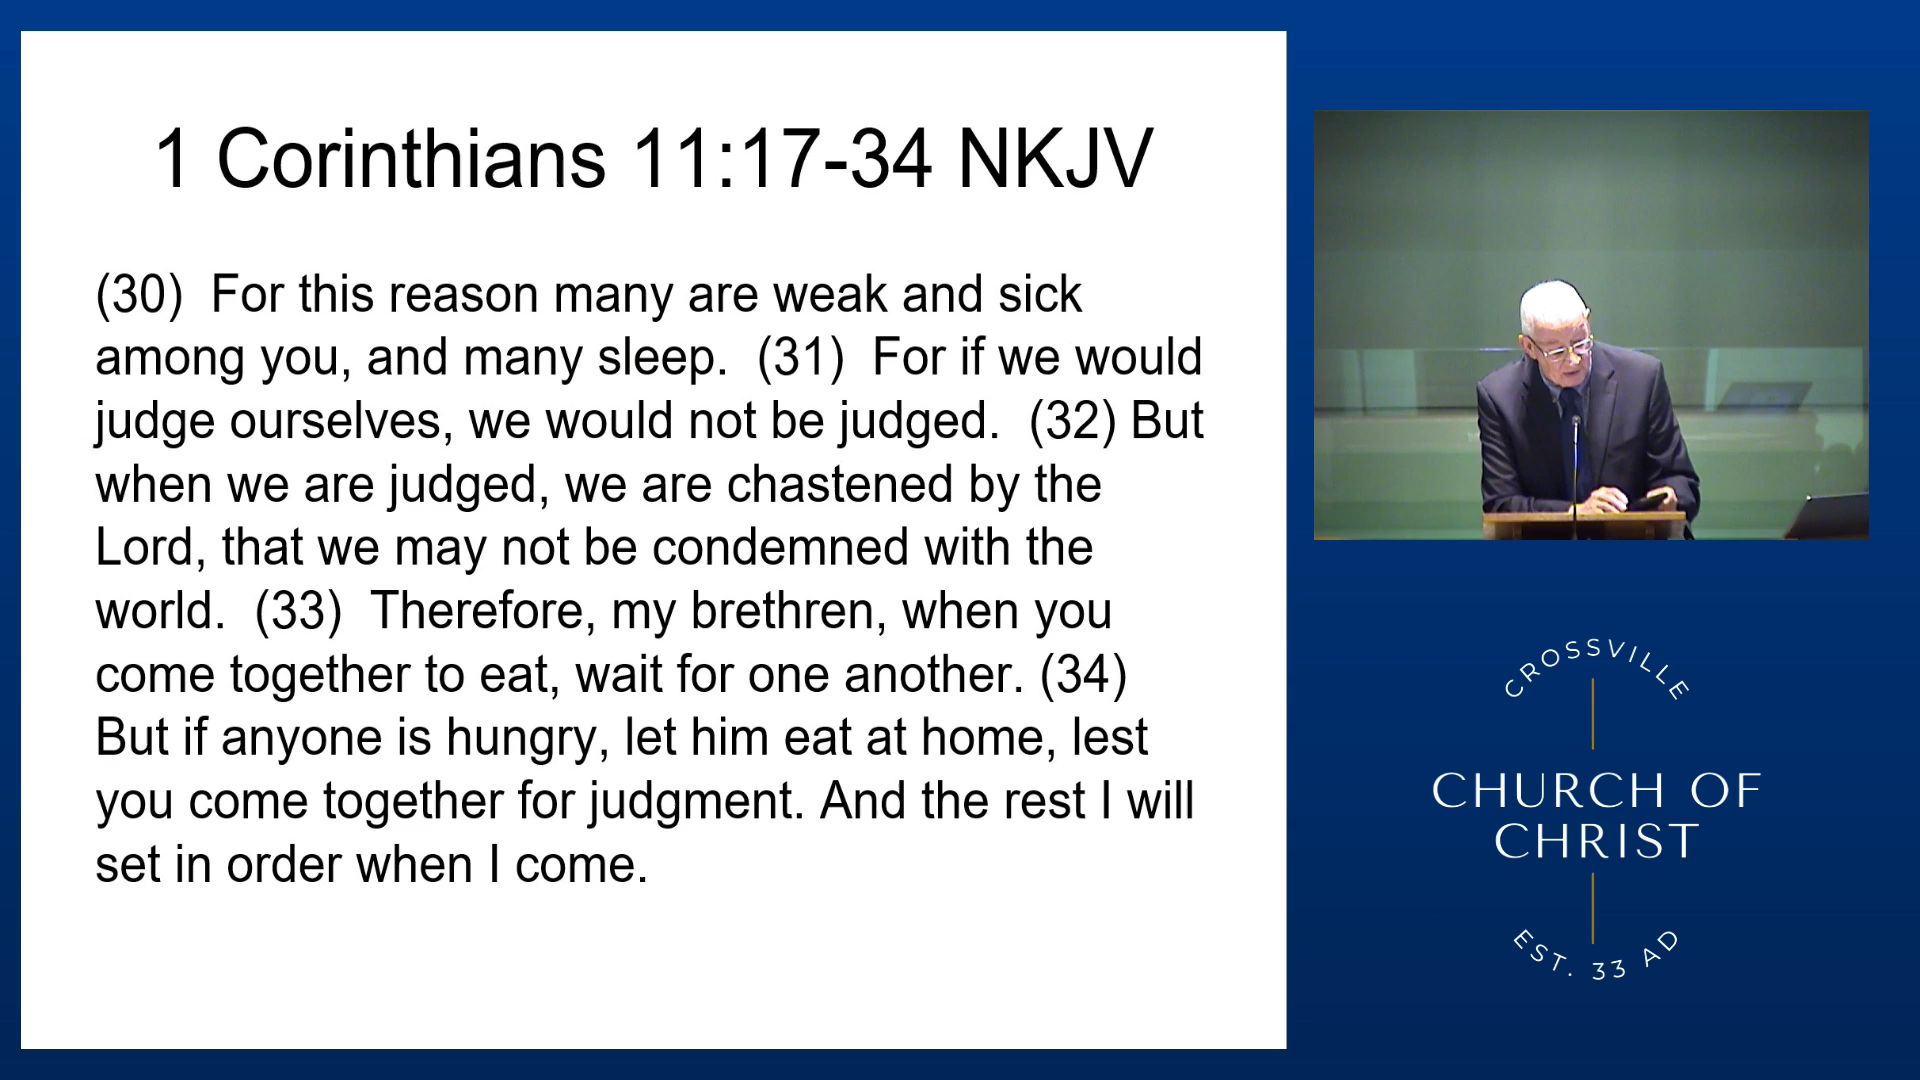 1 Corinthians 11:17-34 NKJV
(30)  For this reason many are weak and sick
among you, and many sleep.  (31)  For if we would
judge ourselves, we would not be judged.  (32) But
when we are judged, we are chastened by the
Lord, that we may not be condemned with the
world.  (33)  Therefore, my brethren, when you
come together to eat, wait for one another. (34)
But if anyone is hungry, let him eat at home, lest
you come together for judgment. And the rest I will
set in order when I come.
CROSSVILLE
CHURCH OF
CHRIST
EST. 33 AD